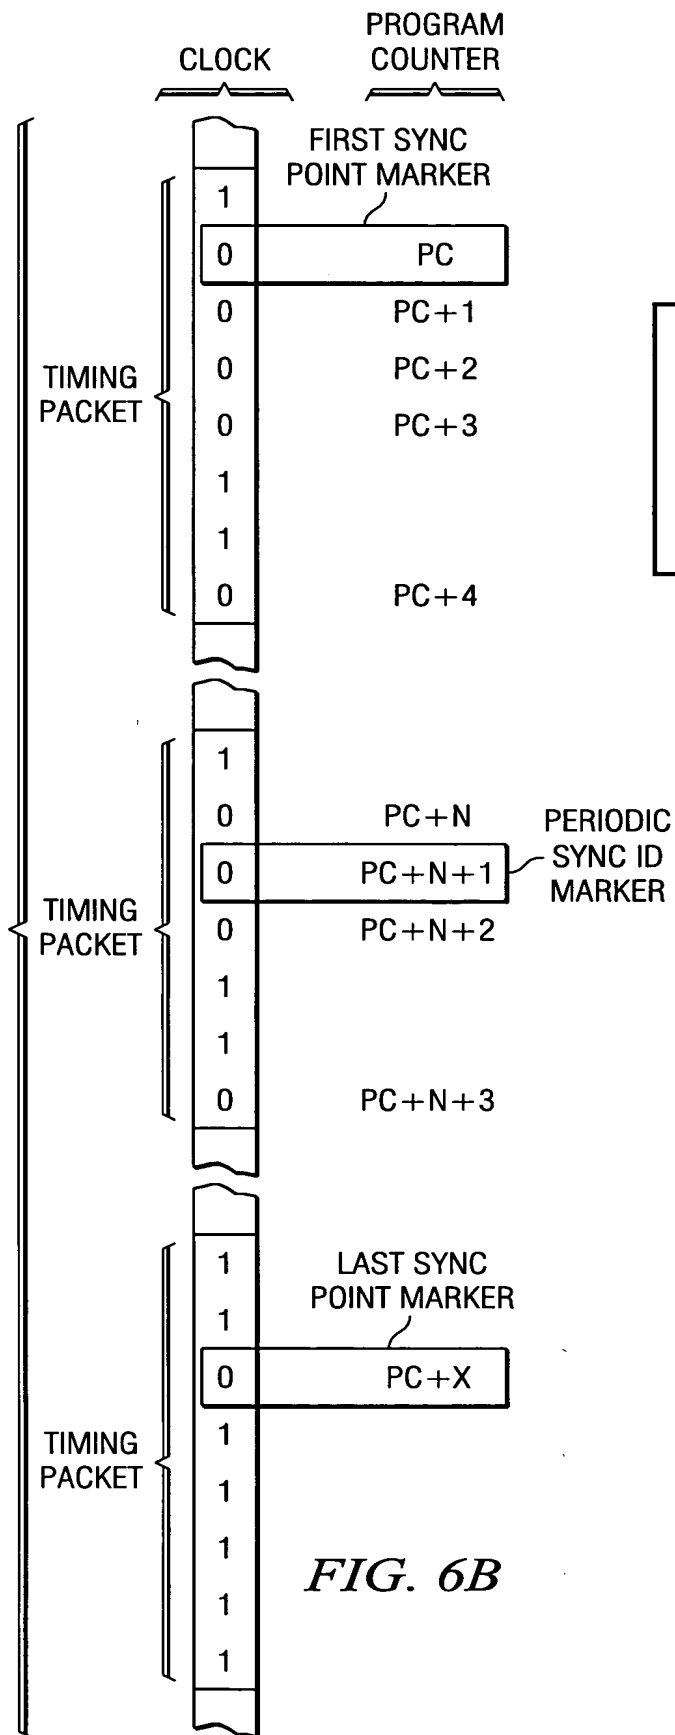 CLOCK
PROGRAM
COUNTER
FIRST SYNC
POINT MARKER
1
0 PC
0 PC+1
0 PC+2
0 PC+3
1
1
0 PC+4
TIMING
PACKET
1
0 PC+N
0 PC+N+1
0 PC+N+2
1
1
0 PC+N+3
PERIODIC
SYNC ID
MARKER
TIMING
PACKET
LAST SYNC
POINT MARKER
1
1
0 PC+X
1
1
1
1
1
TIMING
PACKET
FIG. 6B